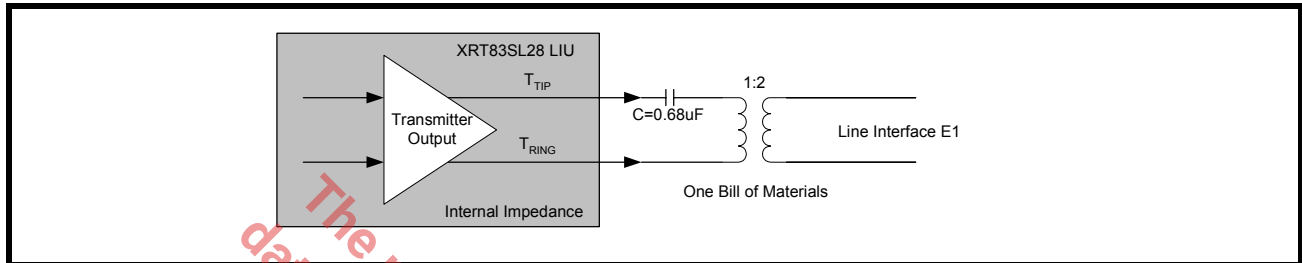 XRT83SL28 LIU
TTIP
1:2
C=0.68uF
Transmitter
Output
Line Interface E1
TRING
One Bill of Materials
Internal Impedance
The